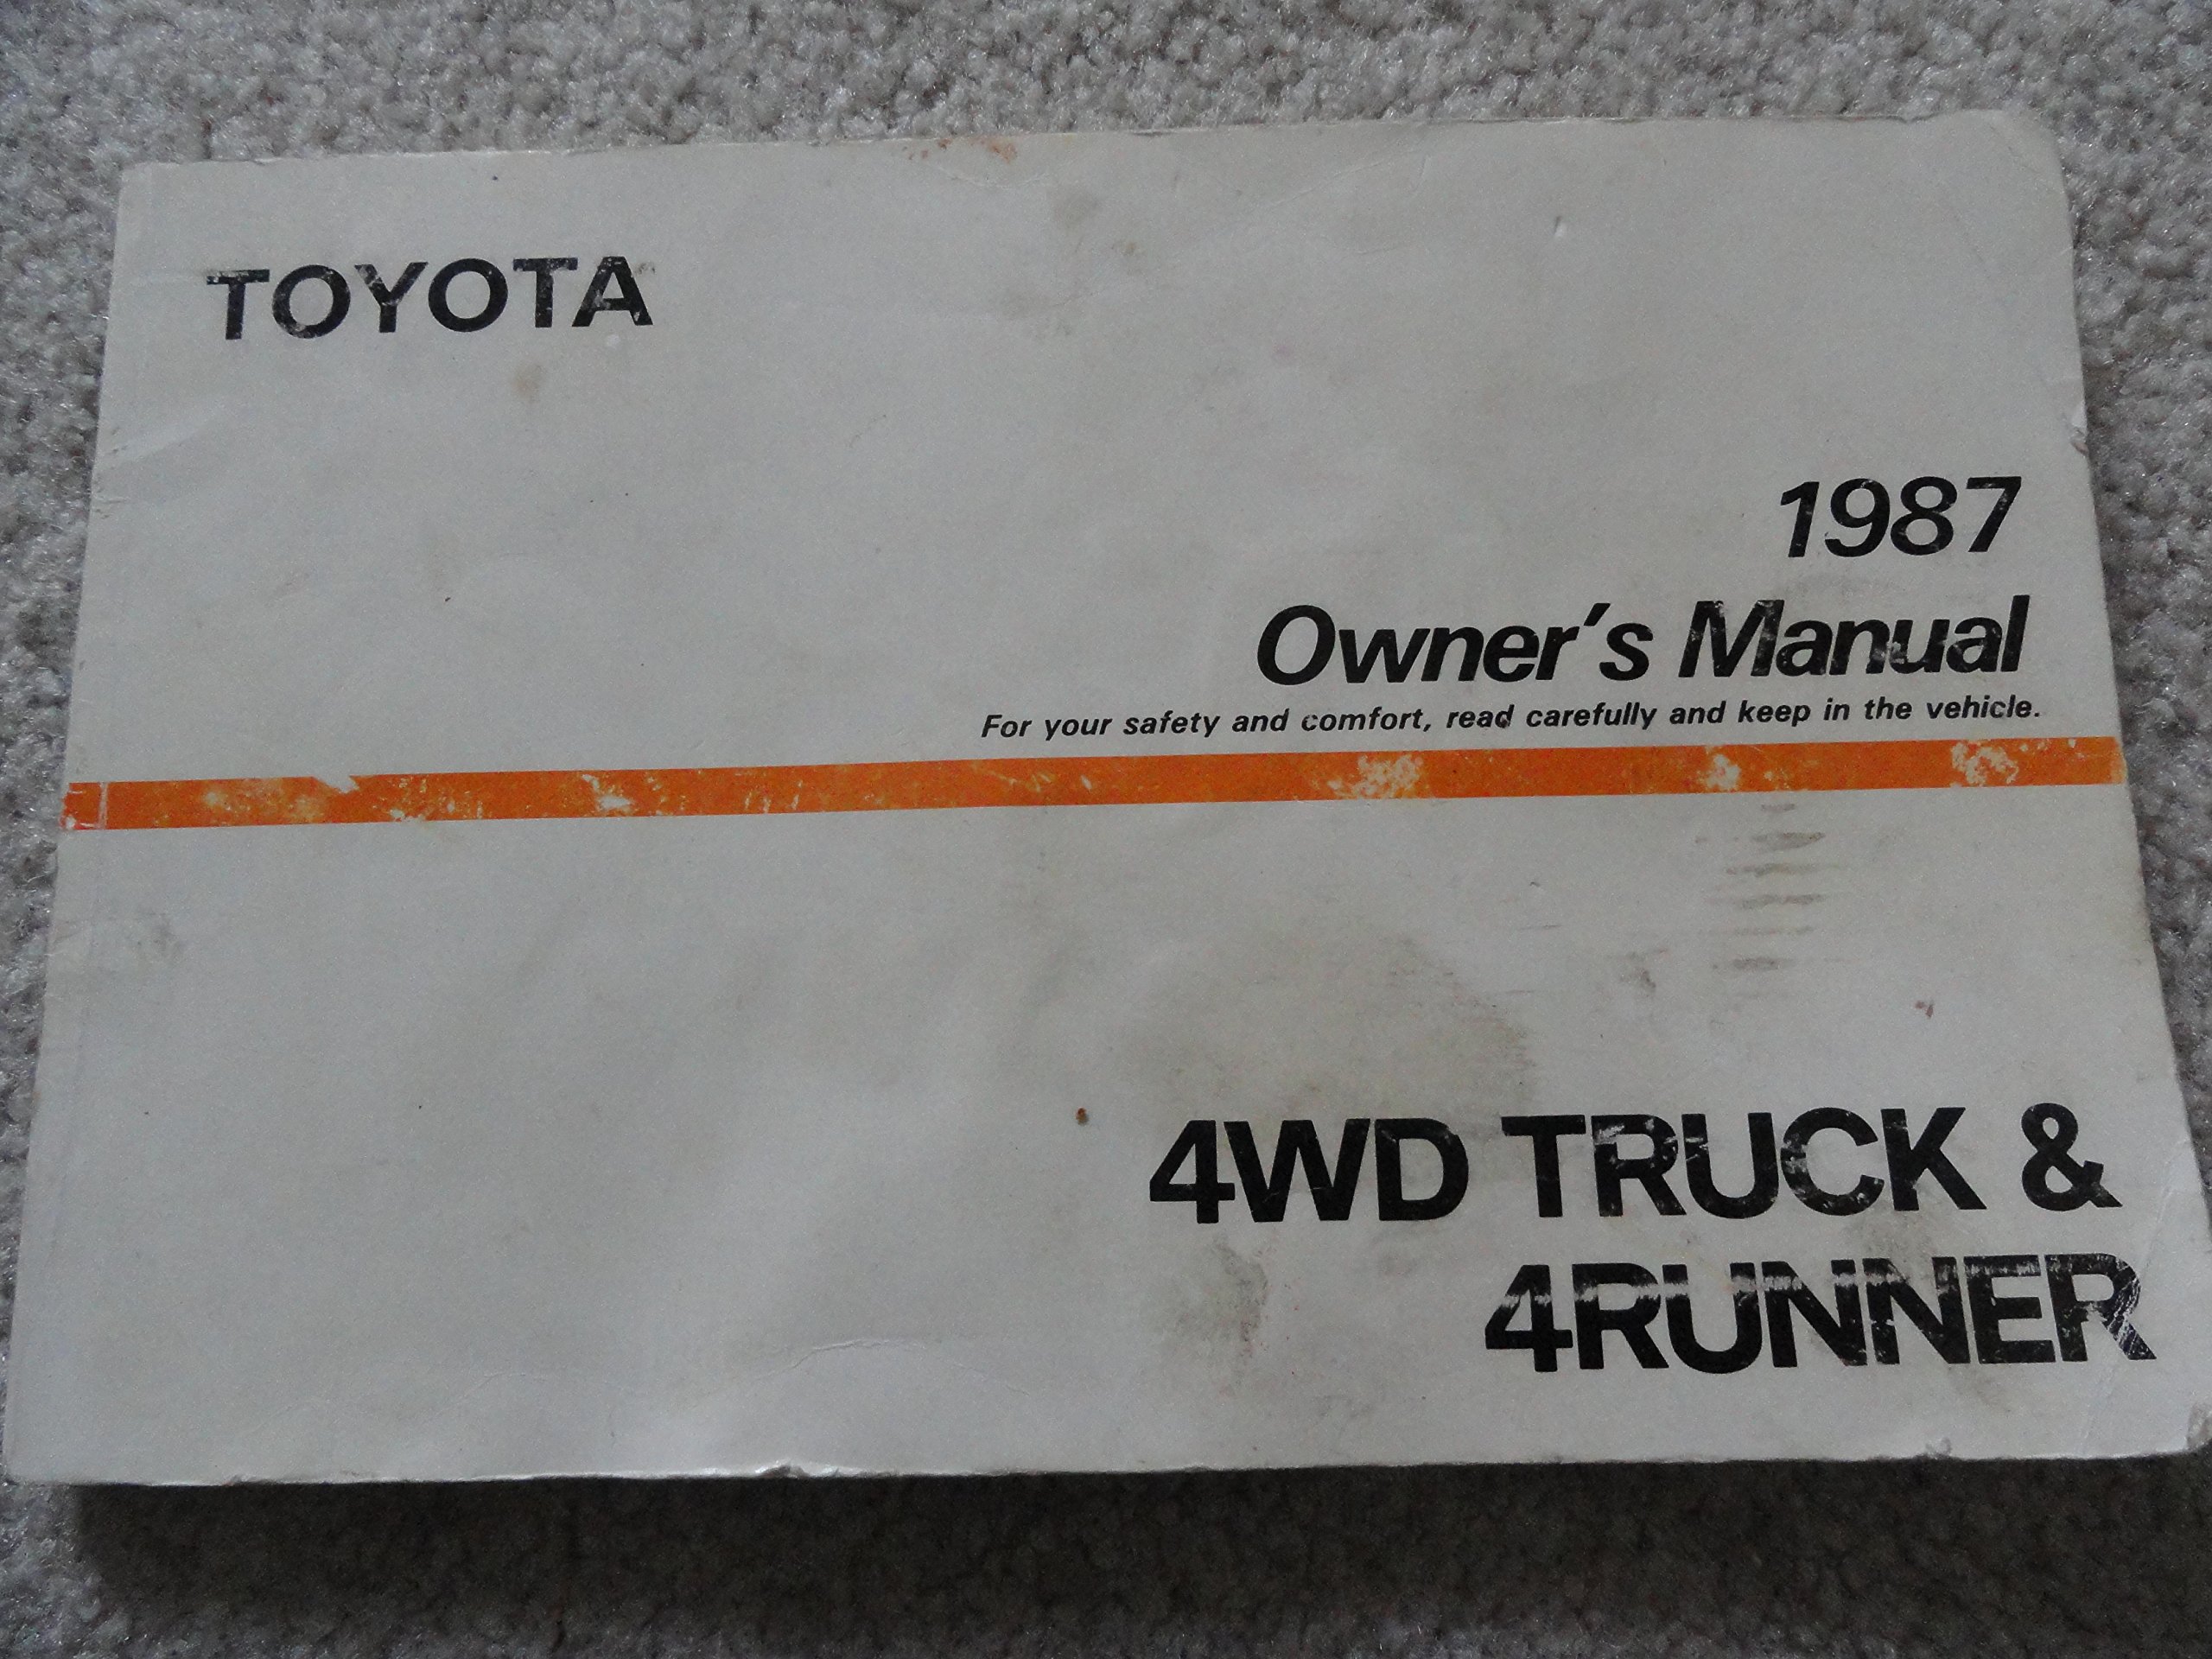 TOYOTA
1987
Owner's Manual
For your safety and comfort, read carefully and keep in the vehicle.
4WD TRUCK &
4RUNNER